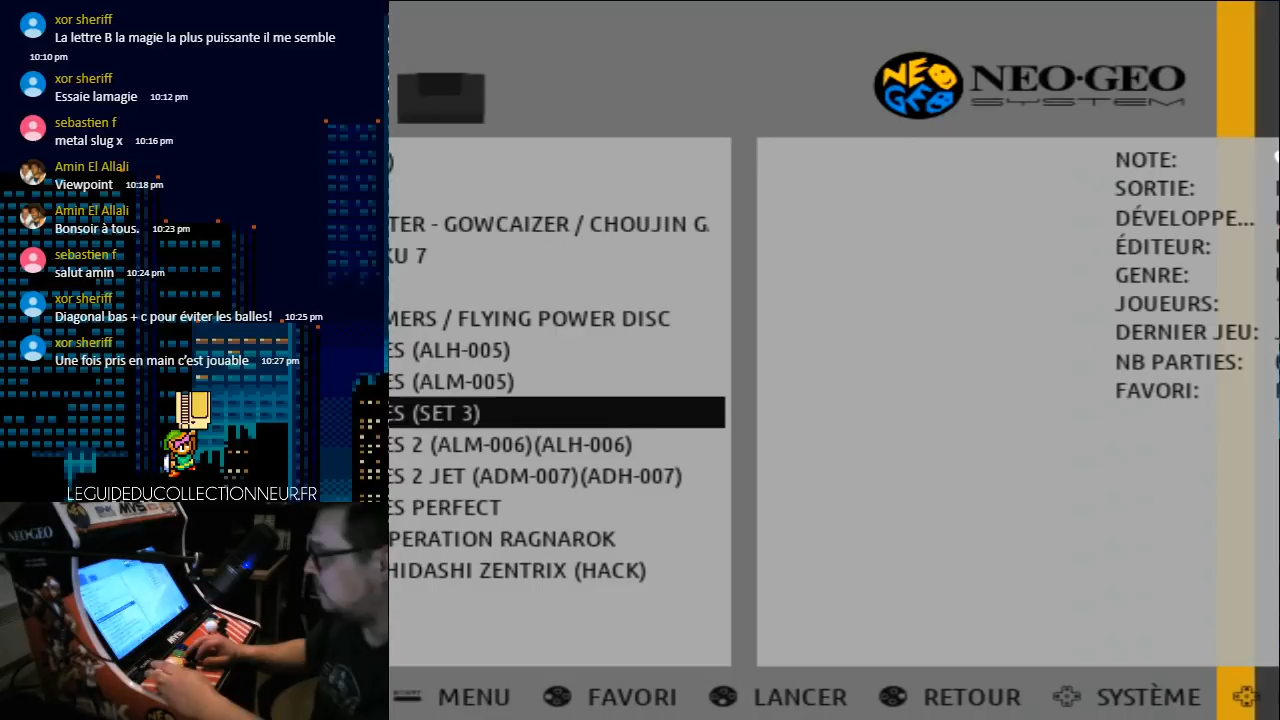 xor sheriff
La lettre B la magie la plus puissante il me semble
10:10 pm
xor sheriff
Essaie lamagie 10:12 pm
sebastien f
metal slug x 10:16 pm
Amin El Allali
Viewpoint 10:18 pm
Amin El Allali
Bonsoir à tous. 10:23 pm
sebastien f
salut amin 10:24 pm
xor sheriff
Diagonal bas + c pour éviter les balles! 10:25 pm
xor sheriff
Une fois pris en main c'est jouable 10:27 pm
LEGUIDEDUCOLLECTIONNEUR.FR
NEO-GEO
SNK MVS
MVS
NEO GEO
NEO·GEO
SYSTEM
)
TER - GOWCAIZER / CHOUJIN G
KU 7
MERS / FLYING POWER DISC
ES (ALH-005)
ES (ALM-005)
ES (SET 3)
ES 2 (ALM-006)(ALH-006)
ES 2 JET (ADM-007)(ADH-007)
ES PERFECT
PERATION RAGNAROK
HIDASHI ZENTRIX (HACK)
NOTE:
SORTIE:
DÉVELOPPE...
ÉDITEUR:
GENRE:
JOUEURS:
DERNIER JEU:
NB PARTIES:
FAVORI:
MENU FAVORI LANCER RETOUR SYSTÈME